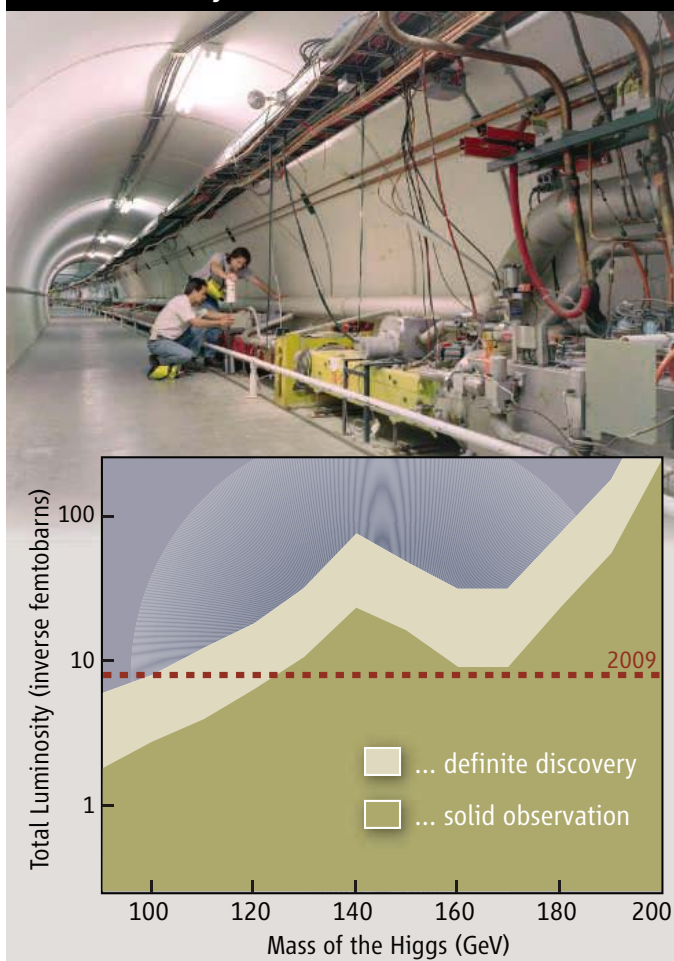 Total Luminosity (inverse femtobarns)
100
10
1
2009
... definite discovery
... solid observation
100 120 140 160 180 200
Mass of the Higgs (GeV)